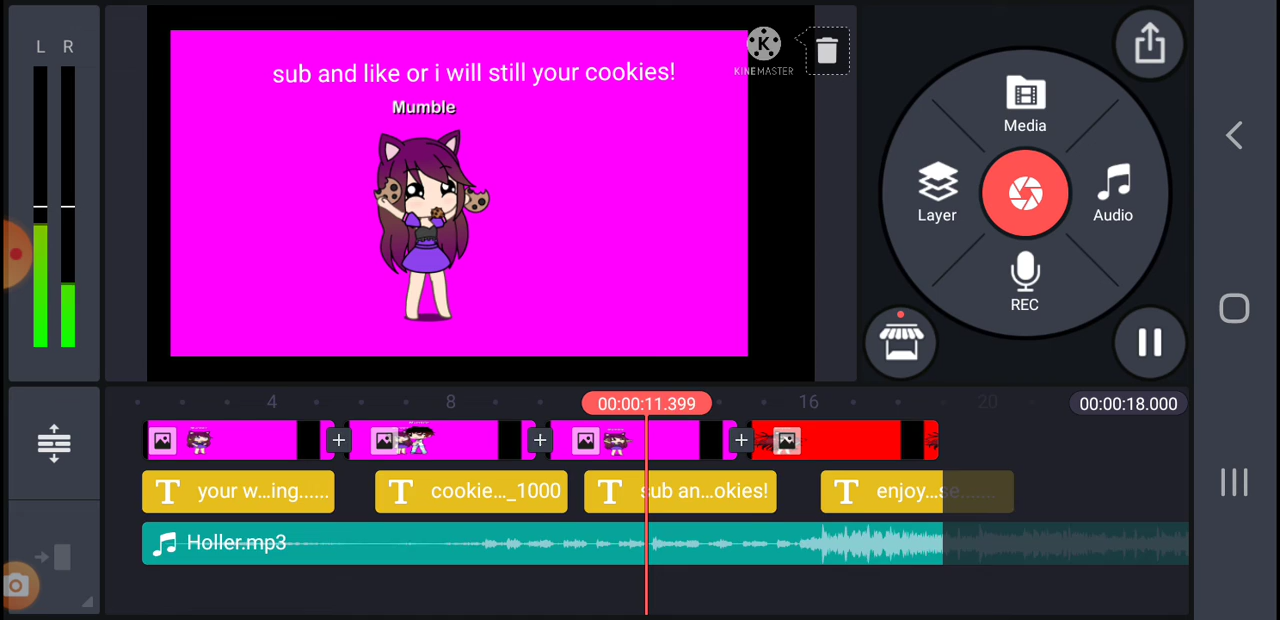 L R
sub and like or i will still your cookies!
Mumble
K
KINEMASTER
Media
Layer
Audio
REC
4
8
00:00:11.399
16
20
00:00:18.000
T your w...ing......
T cookie..._1000
T sub an...okies!
T enjoy...se.......
Holler.mp3